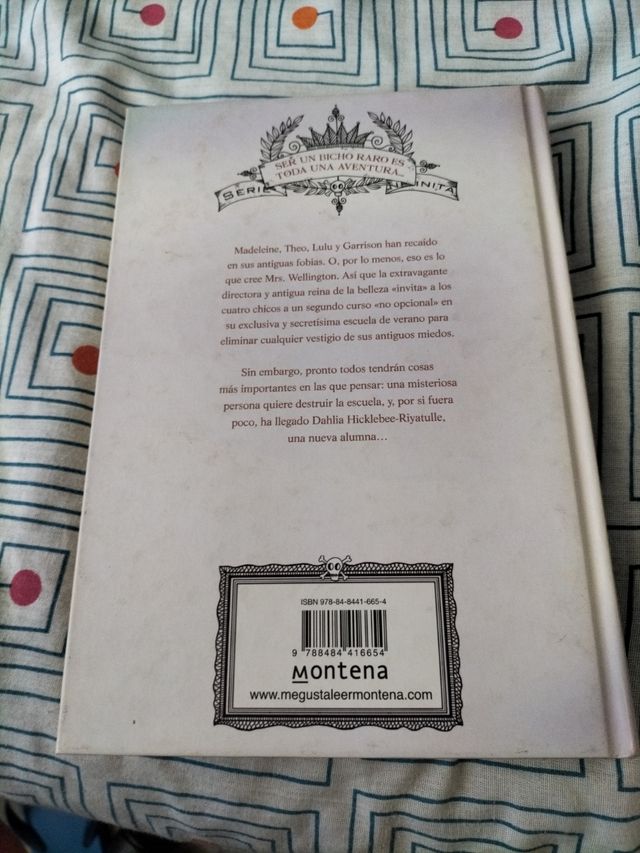 SER UN BICHO RARO ES
TODA UNA AVENTURA...
SERIE INFINITA
Madeleine, Theo, Lulu y Garrison han recaído
en sus antiguas fobias. O, por lo menos, eso es lo
que cree Mrs. Wellington. Así que la extravagante
directora y antigua reina de la belleza «invita» a los
cuatro chicos a un segundo curso «no opcional» en
su exclusiva y secretísima escuela de verano para
eliminar cualquier vestigio de sus antiguos miedos.
Sin embargo, pronto todos tendrán cosas
más importantes en las que pensar: una misteriosa
persona quiere destruir la escuela, y, por si fuera
poco, ha llegado Dahlia Hicklebee-Riyatulle,
una nueva alumna...
ISBN 978-84-8441-665-4
9 788484 416654
Montena
www.megustaleermontena.com